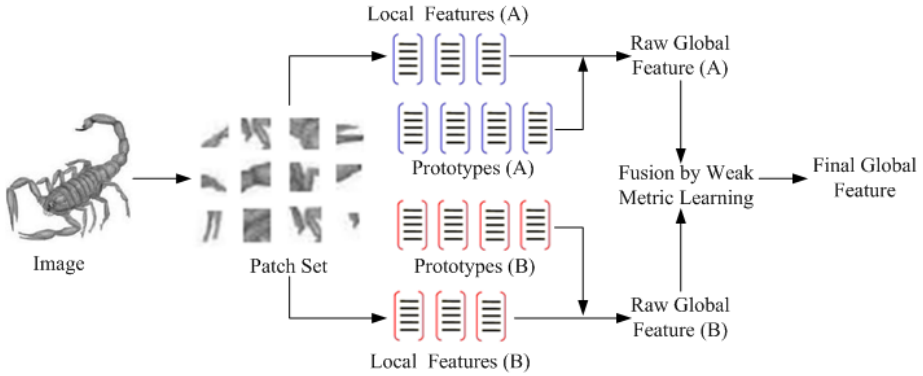 Local Features (A)
Raw Global
Feature (A)
Prototypes (A)
Fusion by Weak
Metric Learning
Final Global
Feature
Image
Patch Set
Prototypes (B)
Raw Global
Feature (B)
Local Features (B)